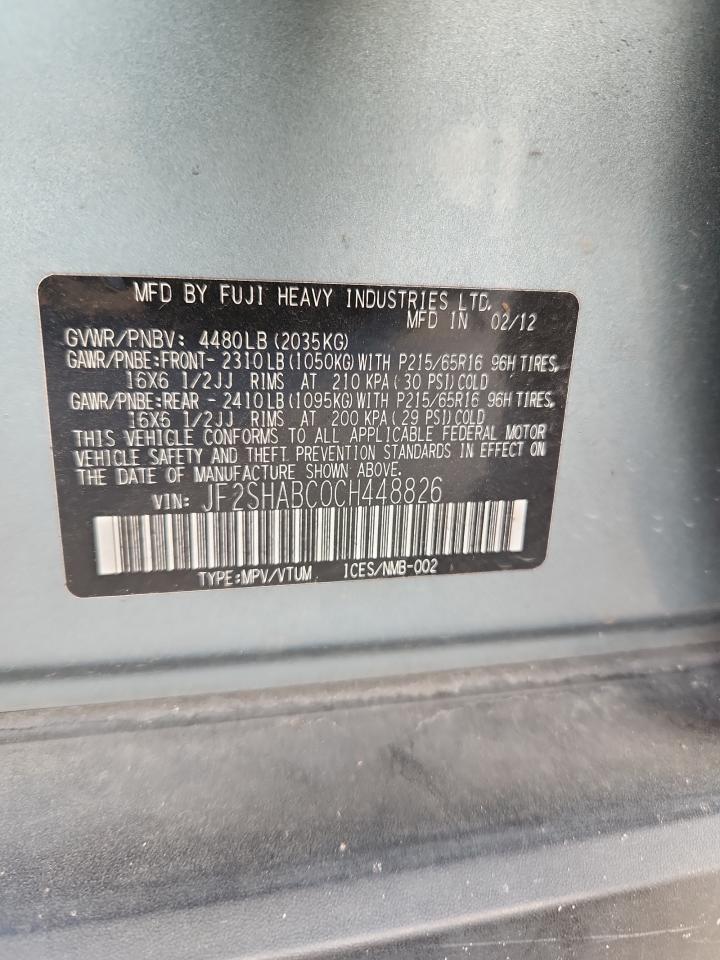 MFD BY FUJI HEAVY INDUSTRIES LTD.
MFD IN 02/12
GVWR/PNBV: 4480LB (2035KG)
GAWR/PNBE:FRONT- 2310LB (1050KG) WITH P215/65R16 96H TIRES,
16X6 1/2JJ RIMS AT 210 KPA ( 30 PSI) COLD
GAWR/PNBE:REAR - 2410LB (1095KG) WITH P215/65R16 96H TIRES,
16X6 1/2JJ RIMS AT 200 KPA ( 29 PSI) COLD
THIS VEHICLE CONFORMS TO ALL APPLICABLE FEDERAL MOTOR
VEHICLE SAFETY AND THEFT PREVENTION STANDARDS IN EFFECT ON
THE DATE OF MANUFACTURE SHOWN ABOVE.
VIN: JF2SHABC0CH448826
TYPE:MPV/VTUM ICES/NMB-002